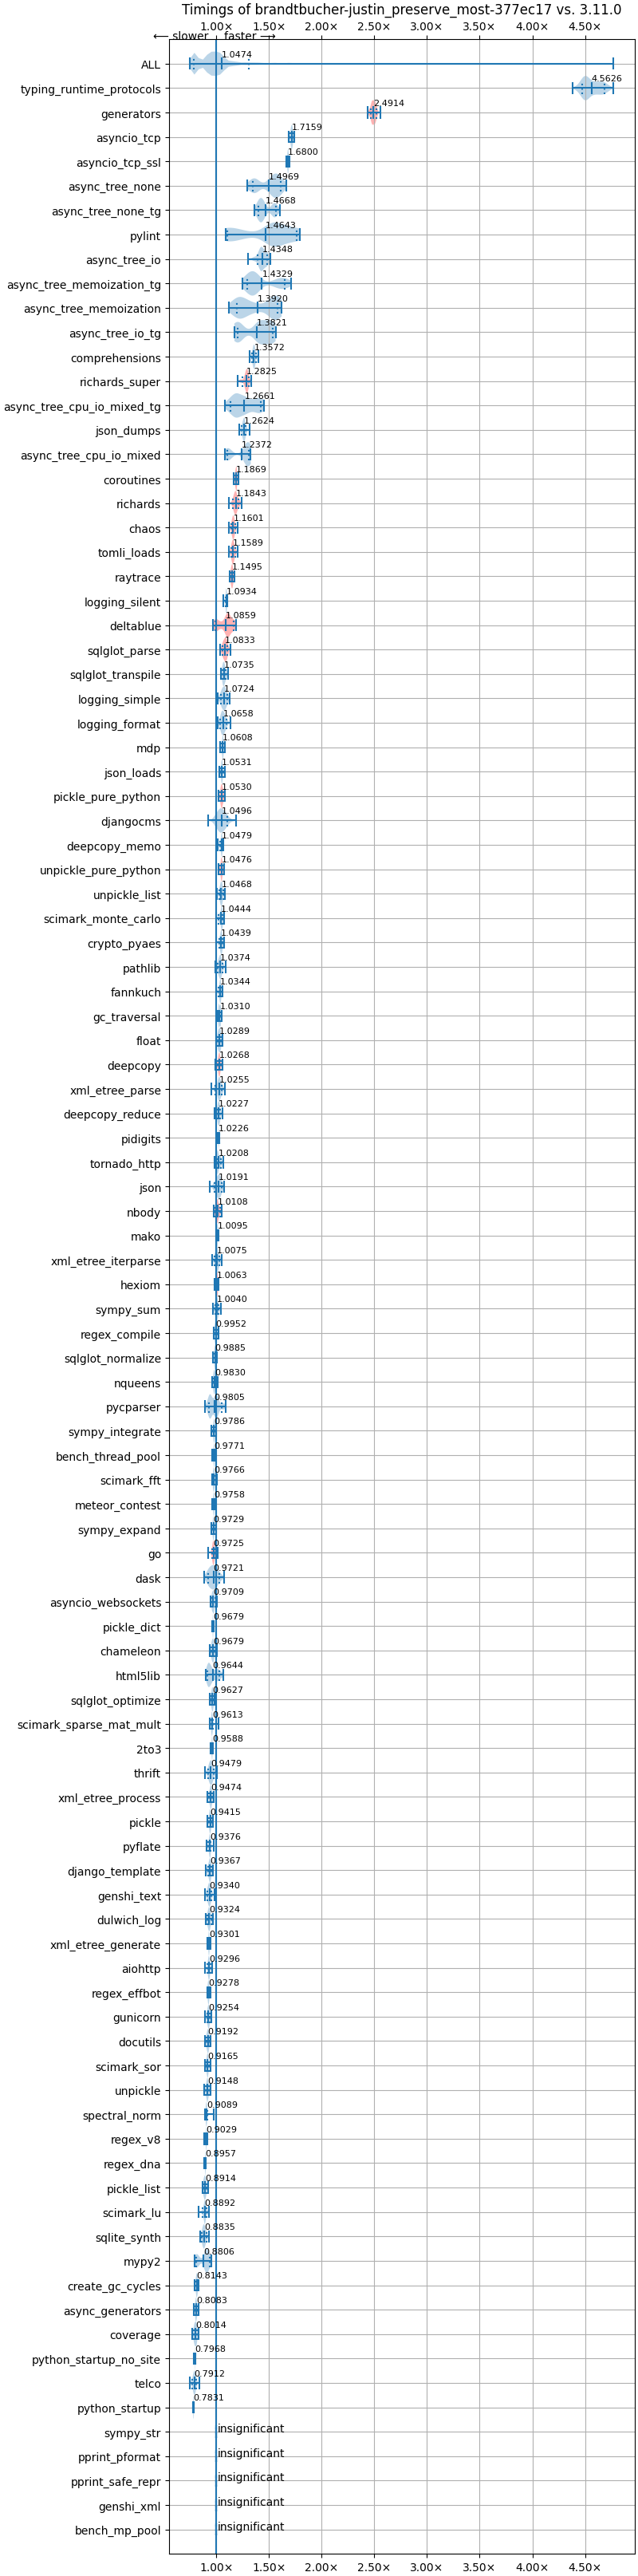 Timings of brandtbucher-justin_preserve_most-377ec17 vs. 3.11.0
1.00× 1.50× 2.00× 2.50× 3.00× 3.50× 4.00× 4.50×
⟵ slower faster ⟶
ALL 1.0474
typing_runtime_protocols 4.5626
generators 2.4914
asyncio_tcp 1.7159
asyncio_tcp_ssl 1.6800
async_tree_none 1.4969
async_tree_none_tg 1.4668
pylint 1.4643
async_tree_io 1.4348
async_tree_memoization_tg 1.4329
async_tree_memoization 1.3920
async_tree_io_tg 1.3821
comprehensions 1.3572
richards_super 1.2825
async_tree_cpu_io_mixed_tg 1.2661
json_dumps 1.2624
async_tree_cpu_io_mixed 1.2372
coroutines 1.1869
richards 1.1843
chaos 1.1601
tomli_loads 1.1589
raytrace 1.1495
logging_silent 1.0934
deltablue 1.0859
sqlglot_parse 1.0833
sqlglot_transpile 1.0735
logging_simple 1.0724
logging_format 1.0658
mdp 1.0608
json_loads 1.0531
pickle_pure_python 1.0530
djangocms 1.0496
deepcopy_memo 1.0479
unpickle_pure_python 1.0476
unpickle_list 1.0468
scimark_monte_carlo 1.0444
crypto_pyaes 1.0439
pathlib 1.0374
fannkuch 1.0344
gc_traversal 1.0310
float 1.0289
deepcopy 1.0268
xml_etree_parse 1.0255
deepcopy_reduce 1.0227
pidigits 1.0226
tornado_http 1.0208
json 1.0191
nbody 1.0108
mako 1.0095
xml_etree_iterparse 1.0075
hexiom 1.0063
sympy_sum 1.0040
regex_compile 0.9952
sqlglot_normalize 0.9885
nqueens 0.9830
pycparser 0.9805
sympy_integrate 0.9786
bench_thread_pool 0.9771
scimark_fft 0.9766
meteor_contest 0.9758
sympy_expand 0.9729
go 0.9725
dask 0.9721
asyncio_websockets 0.9709
pickle_dict 0.9679
chameleon 0.9679
html5lib 0.9644
sqlglot_optimize 0.9627
scimark_sparse_mat_mult 0.9613
2to3 0.9588
thrift 0.9479
xml_etree_process 0.9474
pickle 0.9415
pyflate 0.9376
django_template 0.9367
genshi_text 0.9340
dulwich_log 0.9324
xml_etree_generate 0.9301
aiohttp 0.9296
regex_effbot 0.9278
gunicorn 0.9254
docutils 0.9192
scimark_sor 0.9165
unpickle 0.9148
spectral_norm 0.9089
regex_v8 0.9029
regex_dna 0.8957
pickle_list 0.8914
scimark_lu 0.8892
sqlite_synth 0.8835
mypy2 0.8806
create_gc_cycles 0.8143
async_generators 0.8083
coverage 0.8014
python_startup_no_site 0.7968
telco 0.7912
python_startup 0.7831
sympy_str insignificant
pprint_pformat insignificant
pprint_safe_repr insignificant
genshi_xml insignificant
bench_mp_pool insignificant
1.00× 1.50× 2.00× 2.50× 3.00× 3.50× 4.00× 4.50×